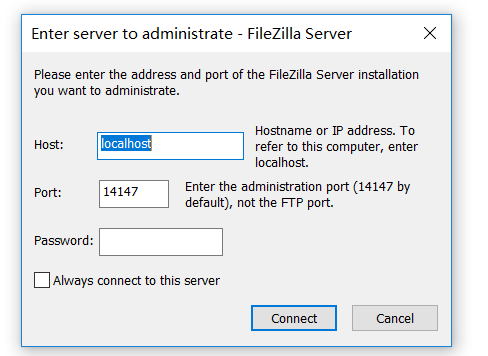 Enter server to administrate - FileZilla Server
Please enter the address and port of the FileZilla Server installation
you want to administrate.
Host:
localhost
Hostname or IP address. To
refer to this computer, enter
localhost.
Port:
14147
Enter the administration port (14147 by
default), not the FTP port.
Password:
Always connect to this server
Connect
Cancel